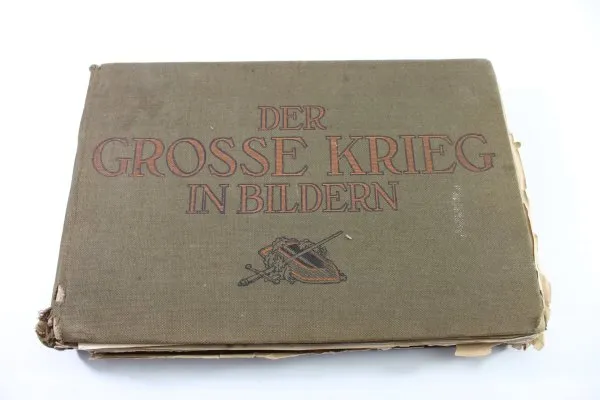 DER
GROSSE KRIEG
IN BILDERN